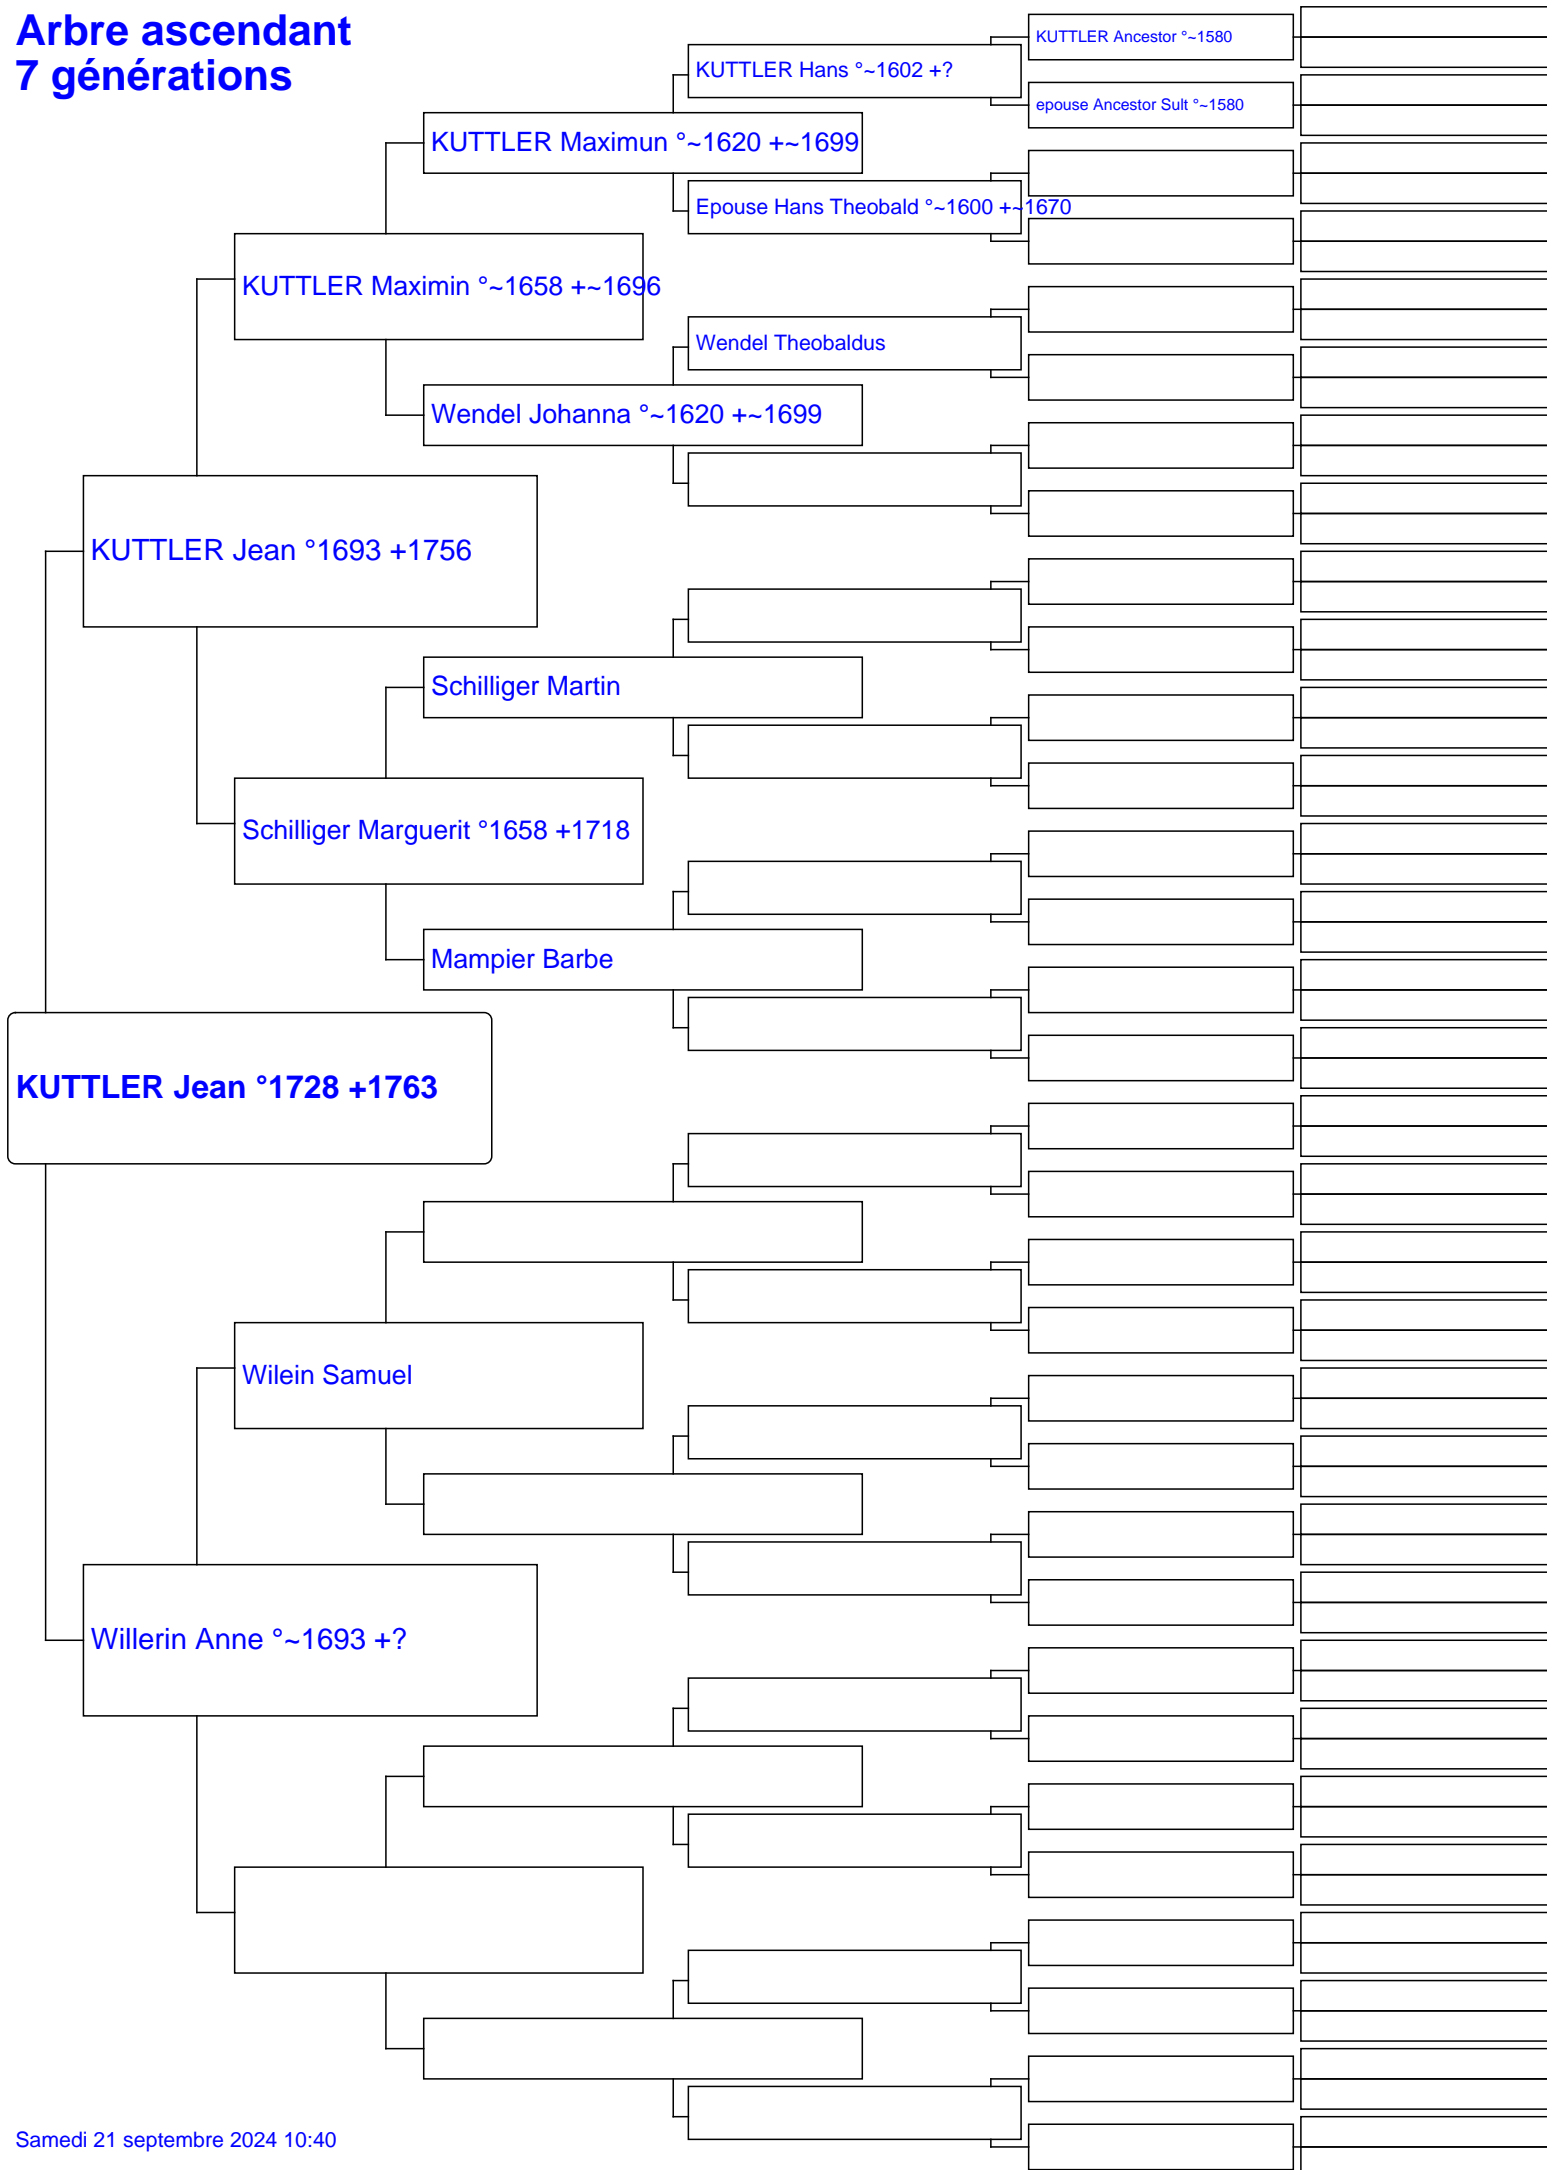 Arbre ascendant
7 générations
KUTTLER Ancestor °~1580
KUTTLER Hans °~1602 +?
epouse Ancestor Sult °~1580
KUTTLER Maximun °~1620 +~1699
Epouse Hans Theobald °~1600 +~1670
KUTTLER Maximin °~1658 +~1696
Wendel Theobaldus
Wendel Johanna °~1620 +~1699
KUTTLER Jean °1693 +1756
Schilliger Martin
Schilliger Marguerit °1658 +1718
Mampier Barbe
KUTTLER Jean °1728 +1763
Wilein Samuel
Willerin Anne °~1693 +?
Samedi 21 septembre 2024 10:40